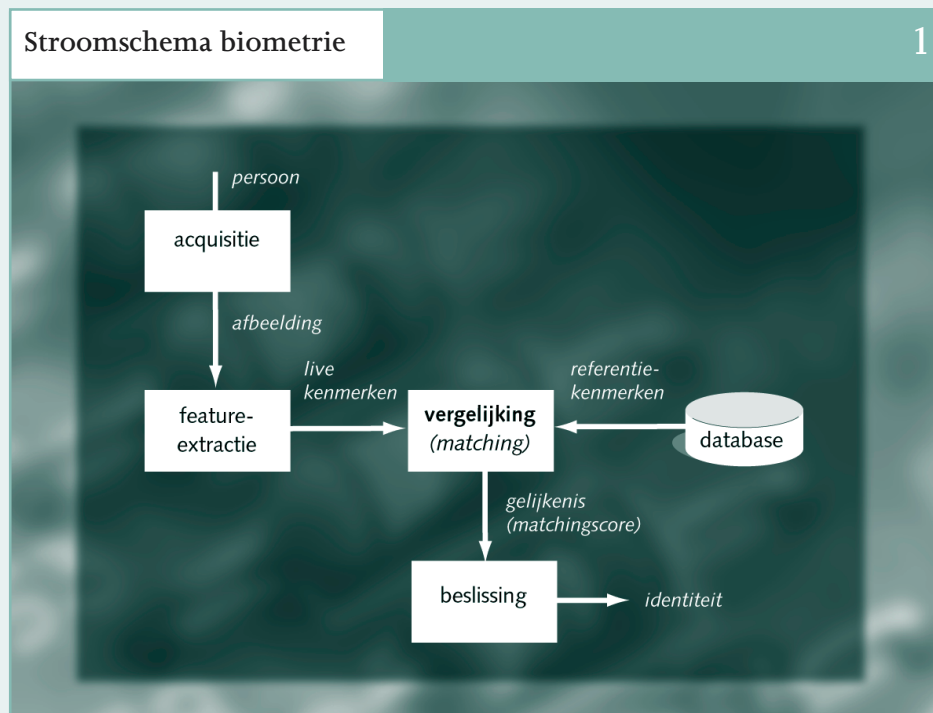 Stroomschema biometrie
1
persoon
acquisitie
afbeelding
live
kenmerken
referentie-
kenmerken
feature-
extractie
vergelijking
(matching)
database
gelijkenis
(matchingscore)
beslissing
identiteit